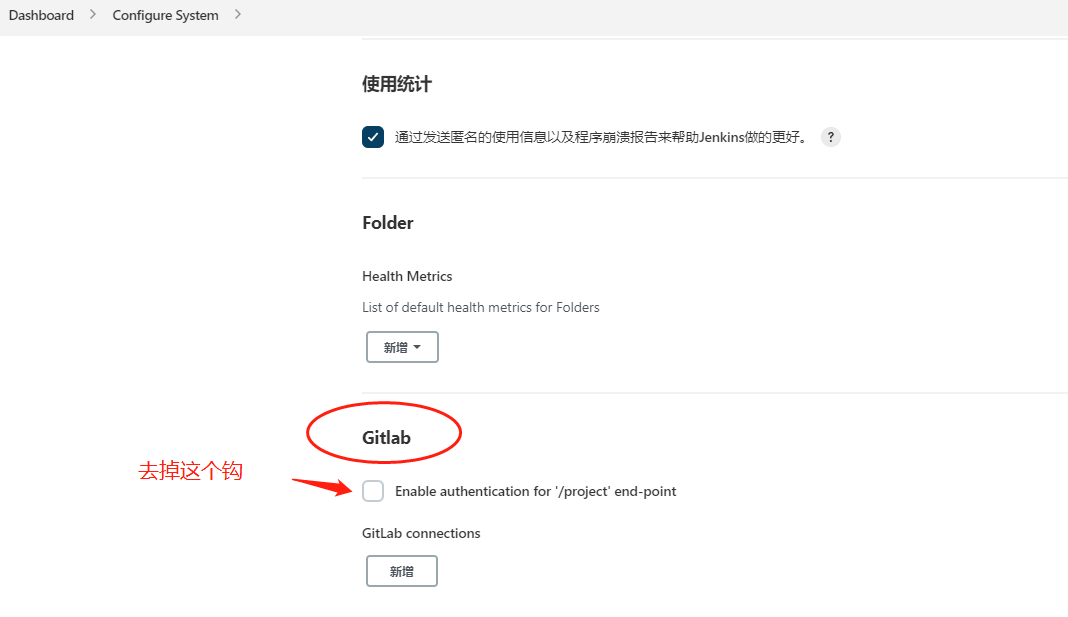 Dashboard > Configure System >
使用统计
通过发送匿名的使用信息以及程序崩溃报告来帮助Jenkins做的更好。 ?
Folder
Health Metrics
List of default health metrics for Folders
新增
Gitlab
去掉这个钩
Enable authentication for '/project' end-point
GitLab connections
新增